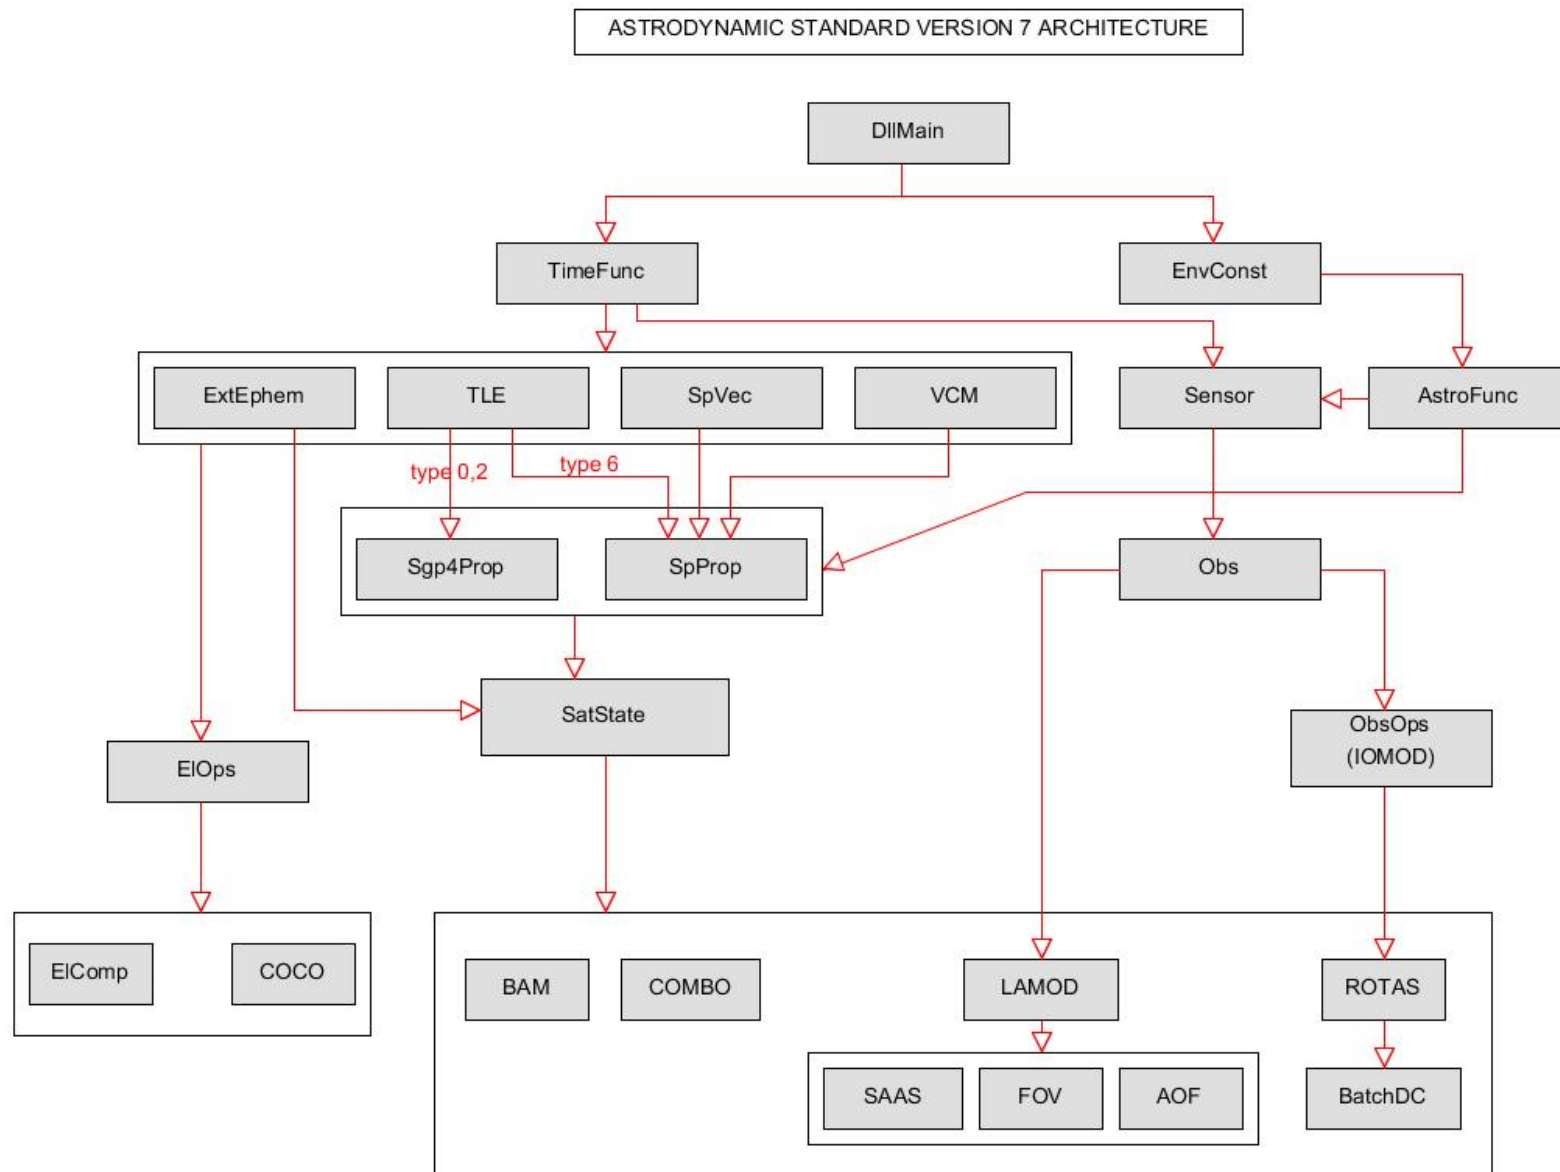 ASTRODYNAMIC STANDARD VERSION 7 ARCHITECTURE
DllMain
TimeFunc
EnvConst
ExtEphem
TLE
SpVec
VCM
Sensor
AstroFunc
type 0,2
type 6
Sgp4Prop
SpProp
Obs
SatState
ObsOps
(IOMOD)
ElOps
ElComp
COCO
BAM
COMBO
LAMOD
ROTAS
SAAS
FOV
AOF
BatchDC